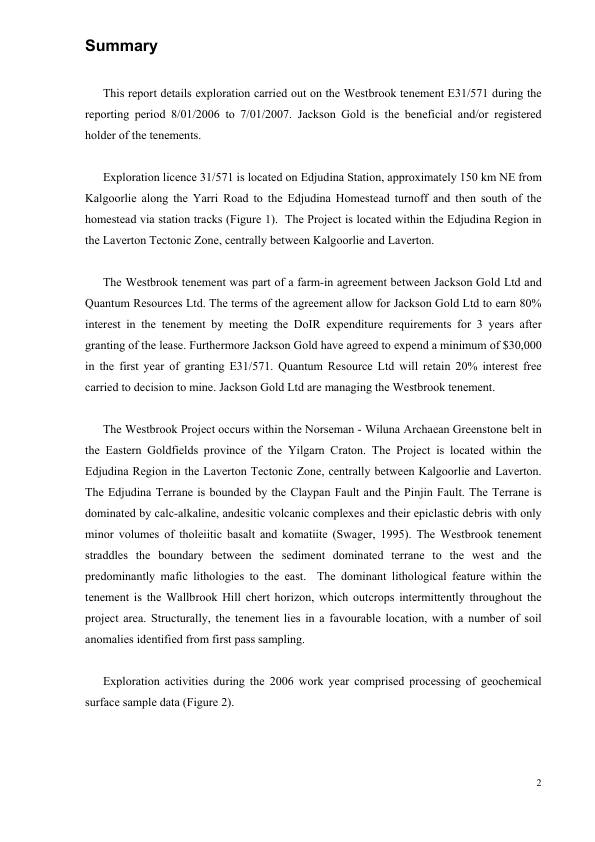 Summary
This report details exploration carried out on the Westbrook tenement E31/571 during the
reporting period 8/01/2006 to 7/01/2007. Jackson Gold is the beneficial and/or registered
holder of the tenements.
Exploration licence 31/571 is located on Edjudina Station, approximately 150 km NE from
Kalgoorlie along the Yarri Road to the Edjudina Homestead turnoff and then south of the
homestead via station tracks (Figure 1).  The Project is located within the Edjudina Region in
the Laverton Tectonic Zone, centrally between Kalgoorlie and Laverton.
The Westbrook tenement was part of a farm-in agreement between Jackson Gold Ltd and
Quantum Resources Ltd. The terms of the agreement allow for Jackson Gold Ltd to earn 80%
interest in the tenement by meeting the DoIR expenditure requirements for 3 years after
granting of the lease. Furthermore Jackson Gold have agreed to expend a minimum of $30,000
in the first year of granting E31/571. Quantum Resource Ltd will retain 20% interest free
carried to decision to mine. Jackson Gold Ltd are managing the Westbrook tenement.
The Westbrook Project occurs within the Norseman - Wiluna Archaean Greenstone belt in
the Eastern Goldfields province of the Yilgarn Craton. The Project is located within the
Edjudina Region in the Laverton Tectonic Zone, centrally between Kalgoorlie and Laverton.
The Edjudina Terrane is bounded by the Claypan Fault and the Pinjin Fault. The Terrane is
dominated by calc-alkaline, andesitic volcanic complexes and their epiclastic debris with only
minor volumes of tholeiitic basalt and komatiite (Swager, 1995). The Westbrook tenement
straddles the boundary between the sediment dominated terrane to the west and the
predominantly mafic lithologies to the east.  The dominant lithological feature within the
tenement is the Wallbrook Hill chert horizon, which outcrops intermittently throughout the
project area. Structurally, the tenement lies in a favourable location, with a number of soil
anomalies identified from first pass sampling.
Exploration activities during the 2006 work year comprised processing of geochemical
surface sample data (Figure 2).
2